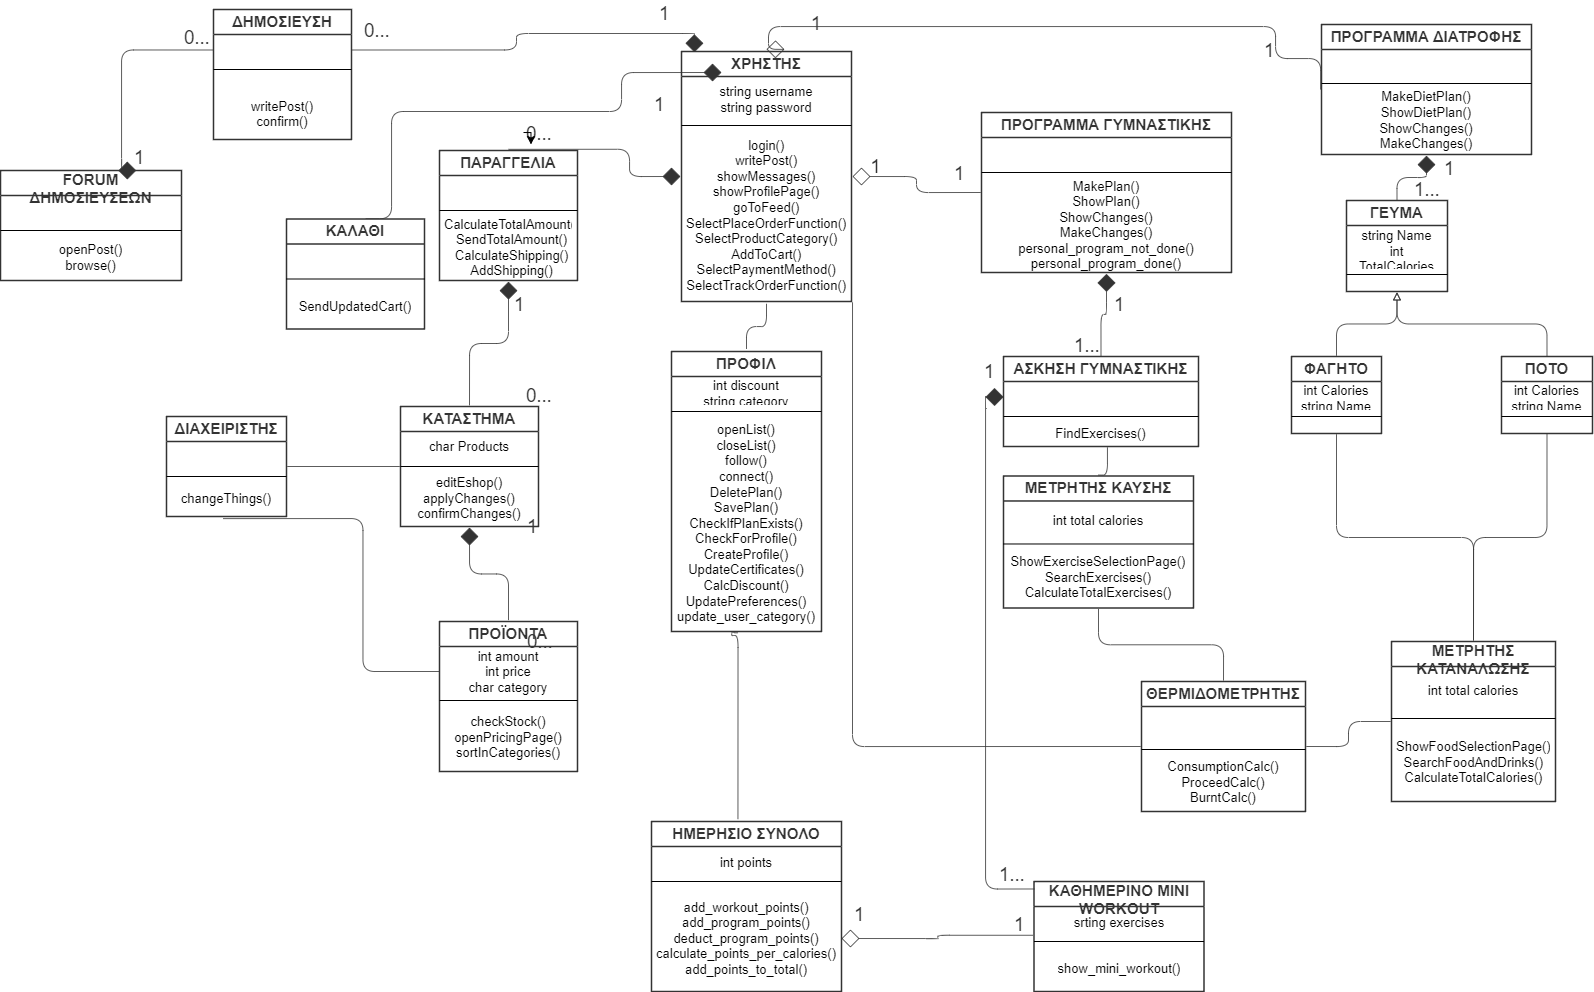 ΔΗΜΟΣΙΕΥΣΗ
writePost()
confirm()
0...
0...
1
1
FORUM
ΔΗΜΟΣΙΕΥΣΕΩΝ
openPost()
browse()
ΚΑΛΑΘΙ
SendUpdatedCart()
1
0...
ΠΑΡΑΓΓΕΛΙΑ
CalculateTotalAmount(
SendTotalAmount()
CalculateShipping()
AddShipping()
1
ΧΡΗΣΤΗΣ
string username
string password
login()
writePost()
showMessages()
showProfilePage()
goToFeed()
SelectPlaceOrderFunction()
SelectProductCategory()
AddToCart()
SelectPaymentMethod()
SelectTrackOrderFunction()
1
1
1
1
ΠΡΟΓΡΑΜΜΑ ΓΥΜΝΑΣΤΙΚΗΣ
MakePlan()
ShowPlan()
ShowChanges()
MakeChanges()
personal_program_not_done()
personal_program_done()
1
1...
ΠΡΟΓΡΑΜΜΑ ΔΙΑΤΡΟΦΗΣ
MakeDietPlan()
ShowDietPlan()
ShowChanges()
MakeChanges()
1
1...
ΓΕΥΜΑ
string Name
int
TotalCalories
ΦΑΓΗΤΟ
int Calories
string Name
ΠΟΤΟ
int Calories
string Name
0...
ΚΑΤΑΣΤΗΜΑ
char Products
editEshop()
applyChanges()
confirmChanges()
1
ΔΙΑΧΕΙΡΙΣΤΗΣ
changeThings()
ΠΡΟΪΟΝΤΑ
0...
int amount
int price
char category
checkStock()
openPricingPage()
sortInCategories()
ΠΡΟΦΙΛ
int discount
string category
openList()
closeList()
follow()
connect()
DeletePlan()
SavePlan()
CheckIfPlanExists()
CheckForProfile()
CreateProfile()
UpdateCertificates()
CalcDiscount()
UpdatePreferences()
update_user_category()
1
ΑΣΚΗΣΗ ΓΥΜΝΑΣΤΙΚΗΣ
FindExercises()
ΜΕΤΡΗΤΗΣ ΚΑΥΣΗΣ
int total calories
ShowExerciseSelectionPage()
SearchExercises()
CalculateTotalExercises()
ΘΕΡΜΙΔΟΜΕΤΡΗΤΗΣ
ConsumptionCalc()
ProceedCalc()
BurntCalc()
ΜΕΤΡΗΤΗΣ
ΚΑΤΑΝΑΛΩΣΗΣ
int total calories
ShowFoodSelectionPage()
SearchFoodAndDrinks()
CalculateTotalCalories()
ΗΜΕΡΗΣΙΟ ΣΥΝΟΛΟ
int points
add_workout_points()
add_program_points()
deduct_program_points()
calculate_points_per_calories()
add_points_to_total()
1
1
1...
ΚΑΘΗΜΕΡΙΝΟ MINI
WORKOUT
srting exercises
show_mini_workout()